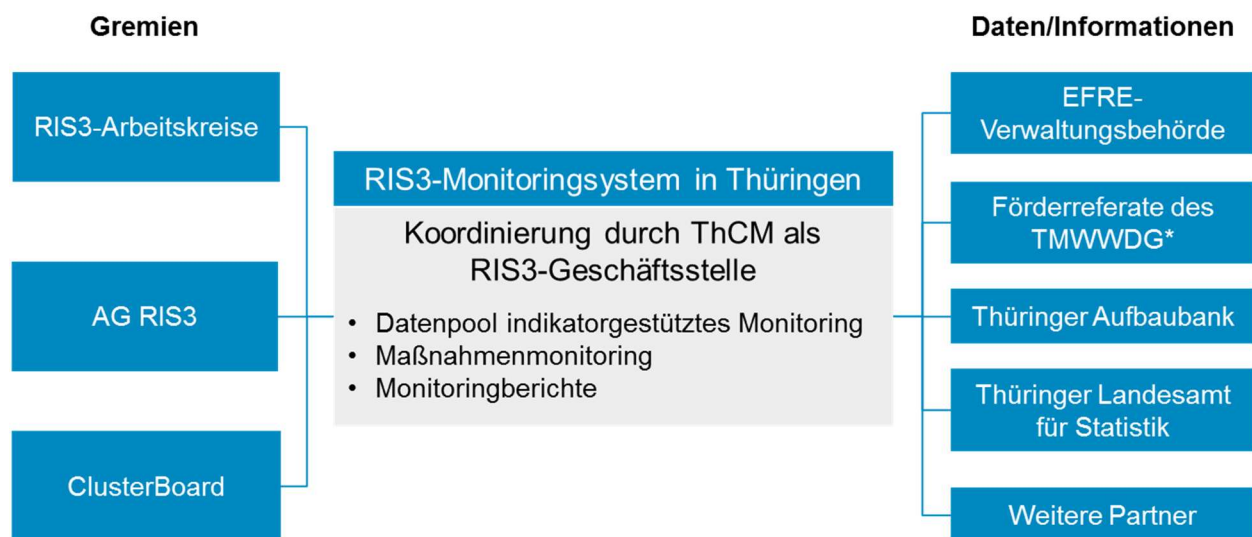 Gremien
RIS3-Arbeitskreise
AG RIS3
ClusterBoard
RIS3-Monitoringsystem in Thüringen
Koordinierung durch ThCM als
RIS3-Geschäftsstelle
• Datenpool indikatorgestütztes Monitoring
• Maßnahmenmonitoring
• Monitoringberichte
Daten/Informationen
EFRE-
Verwaltungsbehörde
Förderreferate des
TMWWDG*
Thüringer Aufbaubank
Thüringer Landesamt
für Statistik
Weitere Partner